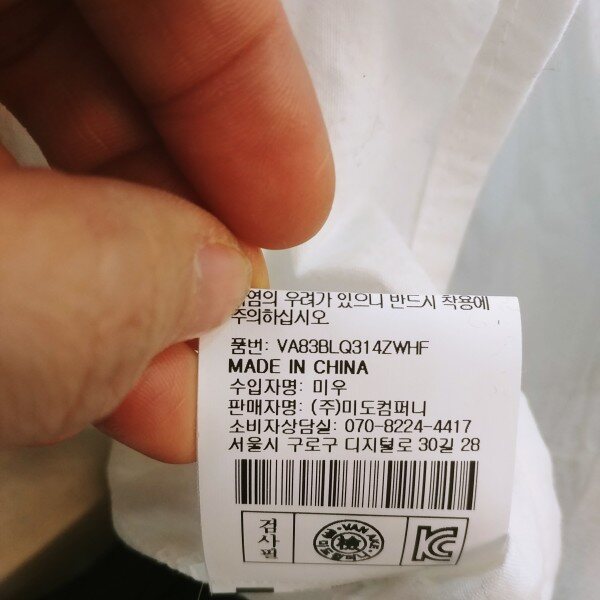 염의 우려가 있으니 반드시 착용에
주의하십시오
품번: VA83BLQ314ZWHF
MADE IN CHINA
수입자명: 미우
판매자명: (주)미도컴퍼니
소비자상담실: 070-8224-4417
서울시 구로구 디지털로 30길 28
검사필